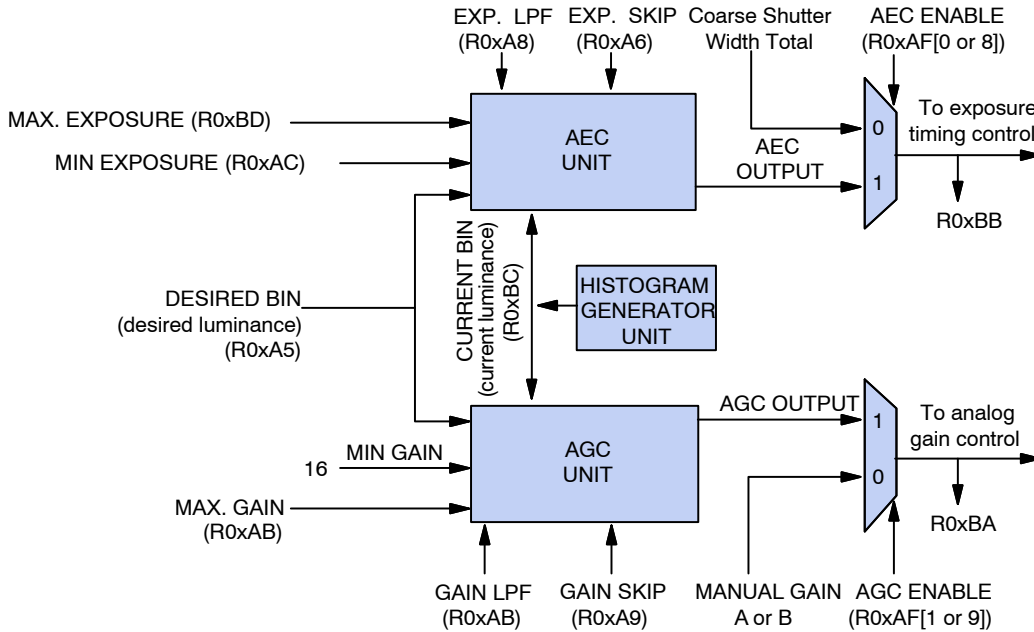 EXP. LPF
(R0xA8)
EXP. SKIP
(R0xA6)
Coarse Shutter
Width Total
AEC ENABLE
(R0xAF[0 or 8])
MAX. EXPOSURE (R0xBD)
MIN EXPOSURE (R0xAC)
AEC
UNIT
AEC
OUTPUT
0
1
To exposure
timing control
R0xBB
DESIRED BIN
(desired luminance)
(R0xA5)
CURRENT BIN
(current luminance)
(R0xBC)
HISTOGRAM
GENERATOR
UNIT
16
MIN GAIN
MAX. GAIN
(R0xAB)
AGC
UNIT
AGC OUTPUT
1
0
To analog
gain control
R0xBA
GAIN LPF
(R0xAB)
GAIN SKIP
(R0xA9)
MANUAL GAIN
A or B
AGC ENABLE
(R0xAF[1 or 9])